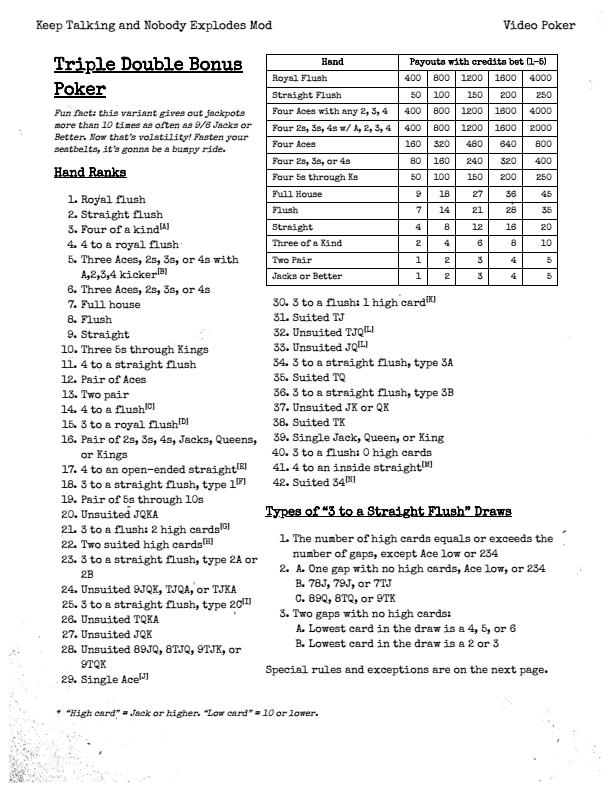 Keep Talking and Nobody Explodes Mod
Video Poker
Triple Double Bonus
Poker
Fun fact: this variant gives out jackpots
more than 10 times as often as 9/6 Jacks or
Better. Now that's volatility! Fasten your
seatbelts, it's gonna be a bumpy ride.
Hand Ranks
1. Royal flush
2. Straight flush
3. Four of a kind[A]
4. 4 to a royal flush
5. Three Aces, 2s, 3s, or 4s with
A,2,3,4 kicker[B]
6. Three Aces, 2s, 3s, or 4s
7. Full house
8. Flush
9. Straight
10. Three 5s through Kings
11. 4 to a straight flush
12. Pair of Aces
13. Two pair
14. 4 to a flush[C]
15. 3 to a royal flush[D]
16. Pair of 2s, 3s, 4s, Jacks, Queens,
or Kings
17. 4 to an open-ended straight[E]
18. 3 to a straight flush, type 1[F]
19. Pair of 5s through 10s
20. Unsuited JQKA
21. 3 to a flush: 2 high cards[G]
22. Two suited high cards[H]
23. 3 to a straight flush, type 2A or
2B
24. Unsuited 9JQK, TJQA, or TJKA
25. 3 to a straight flush, type 2C[I]
26. Unsuited TQKA
27. Unsuited JQK
28. Unsuited 89JQ, 8TJQ, 9TJK, or
9TQK
29. Single Ace[J]
Hand Payouts with credits bet (1-5)
Royal Flush 400 800 1200 1600 4000
Straight Flush 50 100 150 200 250
Four Aces with any 2, 3, 4 400 800 1200 1600 4000
Four 2s, 3s, 4s w/ A, 2, 3, 4 400 800 1200 1600 2000
Four Aces 160 320 480 640 800
Four 2s, 3s, or 4s 80 160 240 320 400
Four 5s through Ks 50 100 150 200 250
Full House 9 18 27 36 45
Flush 7 14 21 28 35
Straight 4 8 12 16 20
Three of a Kind 2 4 6 8 10
Two Pair 1 2 3 4 5
Jacks or Better 1 2 3 4 5
30. 3 to a flush: 1 high card[K]
31. Suited TJ
32. Unsuited TJQ[L]
33. Unsuited JQ[L]
34. 3 to a straight flush, type 3A
35. Suited TQ
36. 3 to a straight flush, type 3B
37. Unsuited JK or QK
38. Suited TK
39. Single Jack, Queen, or King
40. 3 to a flush: 0 high cards
41. 4 to an inside straight[M]
42. Suited 34[N]
Types of "3 to a Straight Flush" Draws
1. The number of high cards equals or exceeds the
number of gaps, except Ace low or 234
2. A. One gap with no high cards, Ace low, or 234
B. 78J, 79J, or 7TJ
C. 89Q, 8TQ, or 9TK
3. Two gaps with no high cards:
A. Lowest card in the draw is a 4, 5, or 6
B. Lowest card in the draw is a 2 or 3
Special rules and exceptions are on the next page.
* "High card" = Jack or higher. "Low card" = 10 or lower.